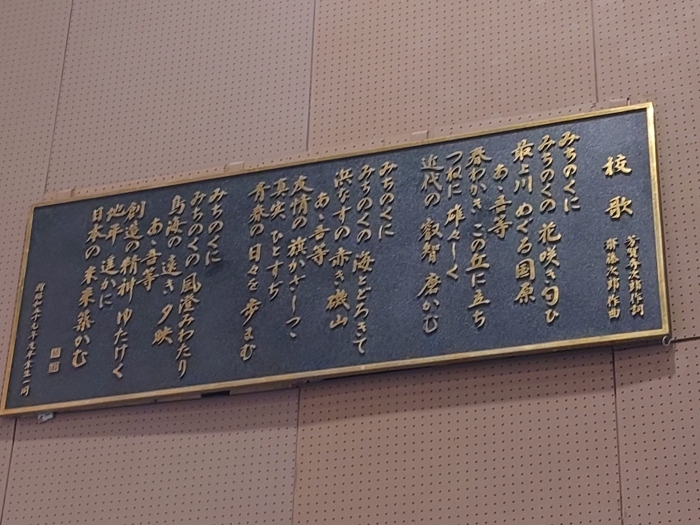 校歌
芳賀秀次郎作詞
齋藤次郎作曲
みちのくに
みちのくの 花咲き匂ひ
最上川 めぐる国原
あゝ吾等
春わかき この丘に立ち
つねに 雄々しく
近代の 叡智 磨かむ
みちのくに
みちのくの 海とどろきて
浜なすの 赤き 磯山
あゝ吾等
友情の 旗かざしつゝ
真実 ひとすぢ
青春の 日々を 歩まむ
みちのくに
みちのくの 風澄みわたり
鳥海の 遠き 夕映
あゝ吾等
創造の 精神 ゆたけく
地平 遥かに
日本の 未来 築かむ